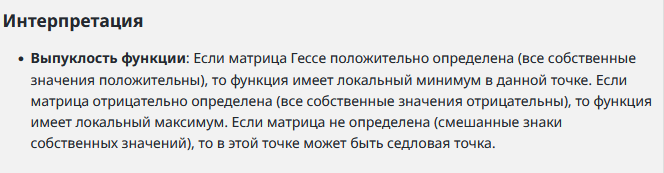 Интерпретация
• Выпуклость функции: Если матрица Гессе положительно определена (все собственные
значения положительны), то функция имеет локальный минимум в данной точке. Если
матрица отрицательно определена (все собственные значения отрицательны), то функция
имеет локальный максимум. Если матрица не определена (смешанные знаки
собственных значений), то в этой точке может быть седловая точка.